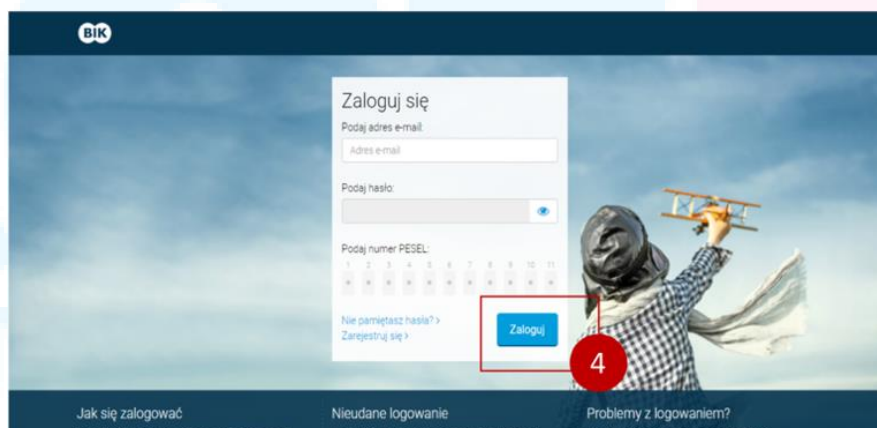 BIK
Zaloguj się
Podaj adres e-mail:
Adres e-mail
Podaj hasło:
Podaj numer PESEL:
1 2 3 4 5 6 7 8 9 10 11
Nie pamiętasz hasła? >
Zarejestruj się >
Zaloguj
4
Jak się zalogować
Nieudane logowanie
Problemy z logowaniem?